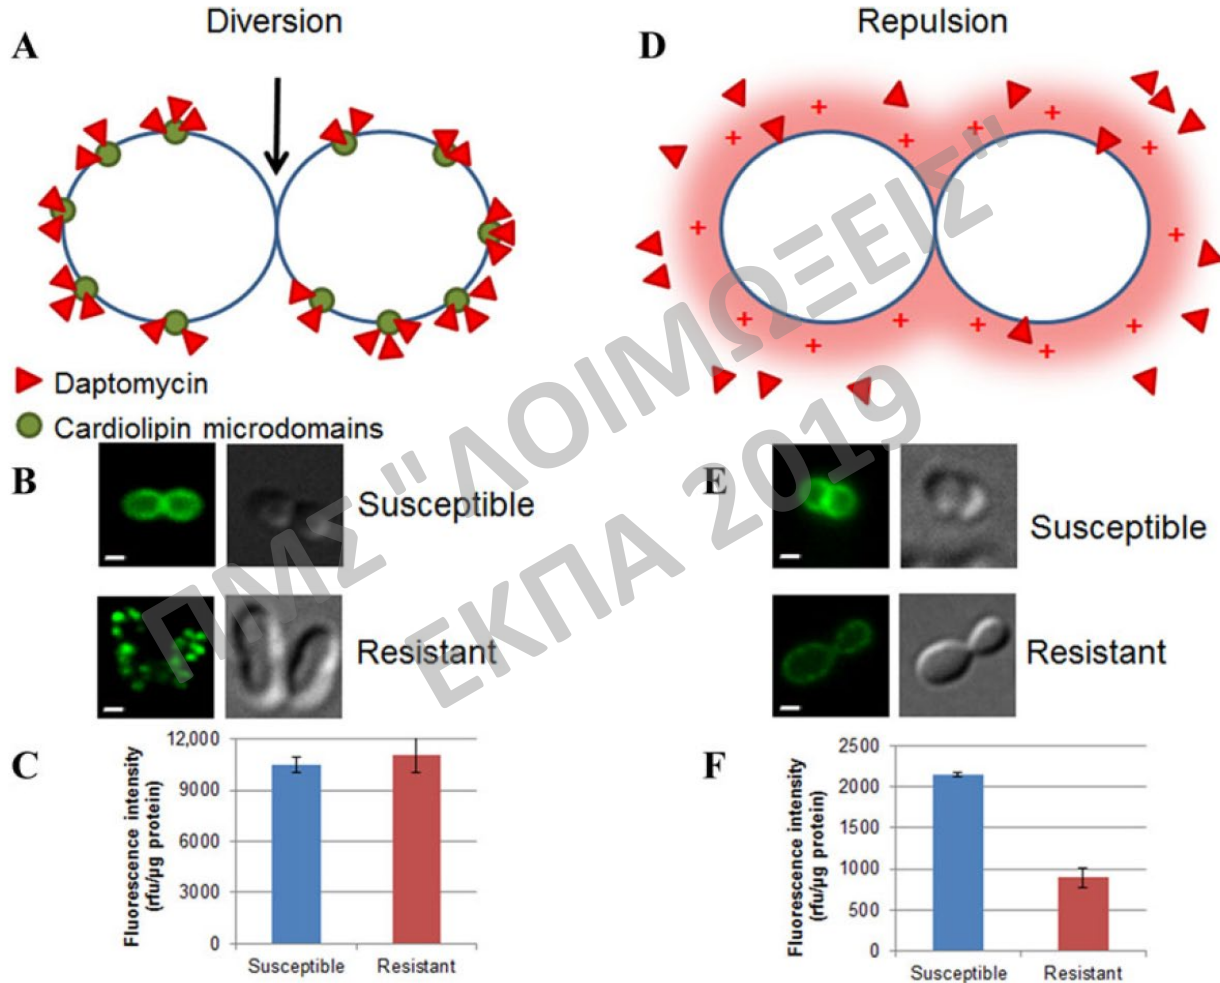 Diversion
A
Daptomycin
Cardiolipin microdomains
B
Susceptible
Resistant
C
Fluorescence intensity
(rfu/µg protein)
12,000
9000
6000
3000
0
Susceptible Resistant
Repulsion
D
+ + + + + + + + + + + +
E
Susceptible
Resistant
F
Fluorescence intensity
(rfu/µg protein)
2500
2000
1500
1000
500
0
Susceptible Resistant
ΠΜΣ "ΛΟΙΜΩΞΕΙΣ"
ΕΚΠΑ 2019